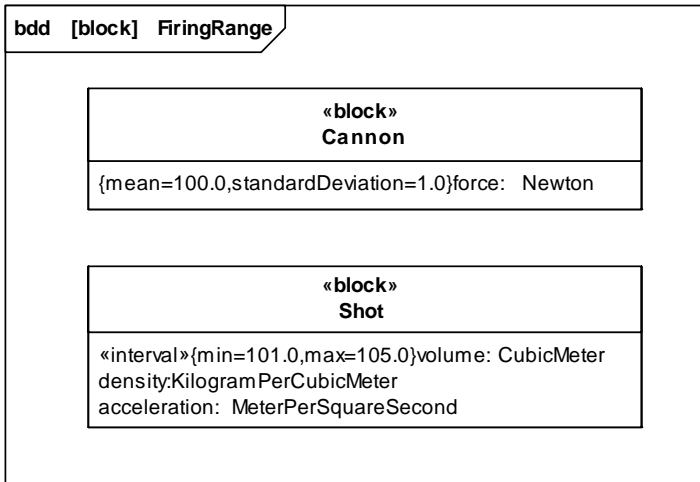 bdd [block] FiringRange
«block»
Cannon
{mean=100.0,standardDeviation=1.0}force: Newton
«block»
Shot
«interval»{min=101.0,max=105.0}volume: CubicMeter
density:KilogramPerCubicMeter
acceleration: MeterPerSquareSecond